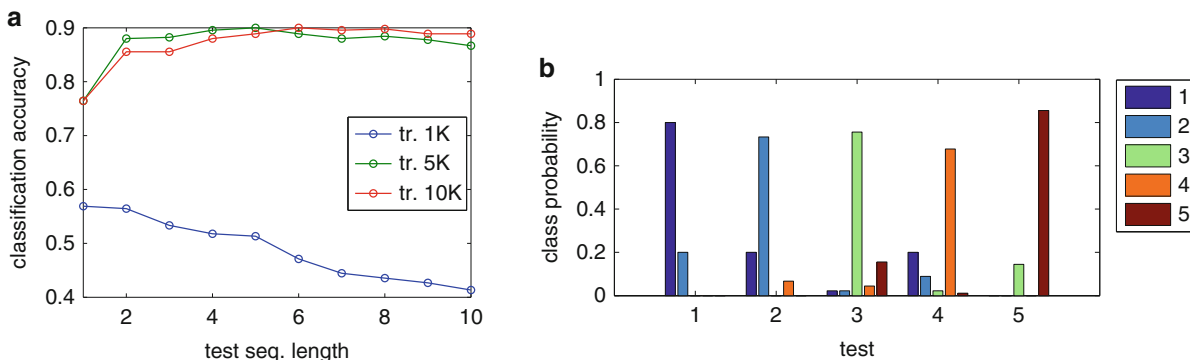 a
classification accuracy
0.9
0.8
0.7
0.6
0.5
0.4
2 4 6 8 10
test seq. length
tr. 1K
tr. 5K
tr. 10K
b
class probability
1
0.8
0.6
0.4
0.2
0
1 2 3 4 5
test
1
2
3
4
5